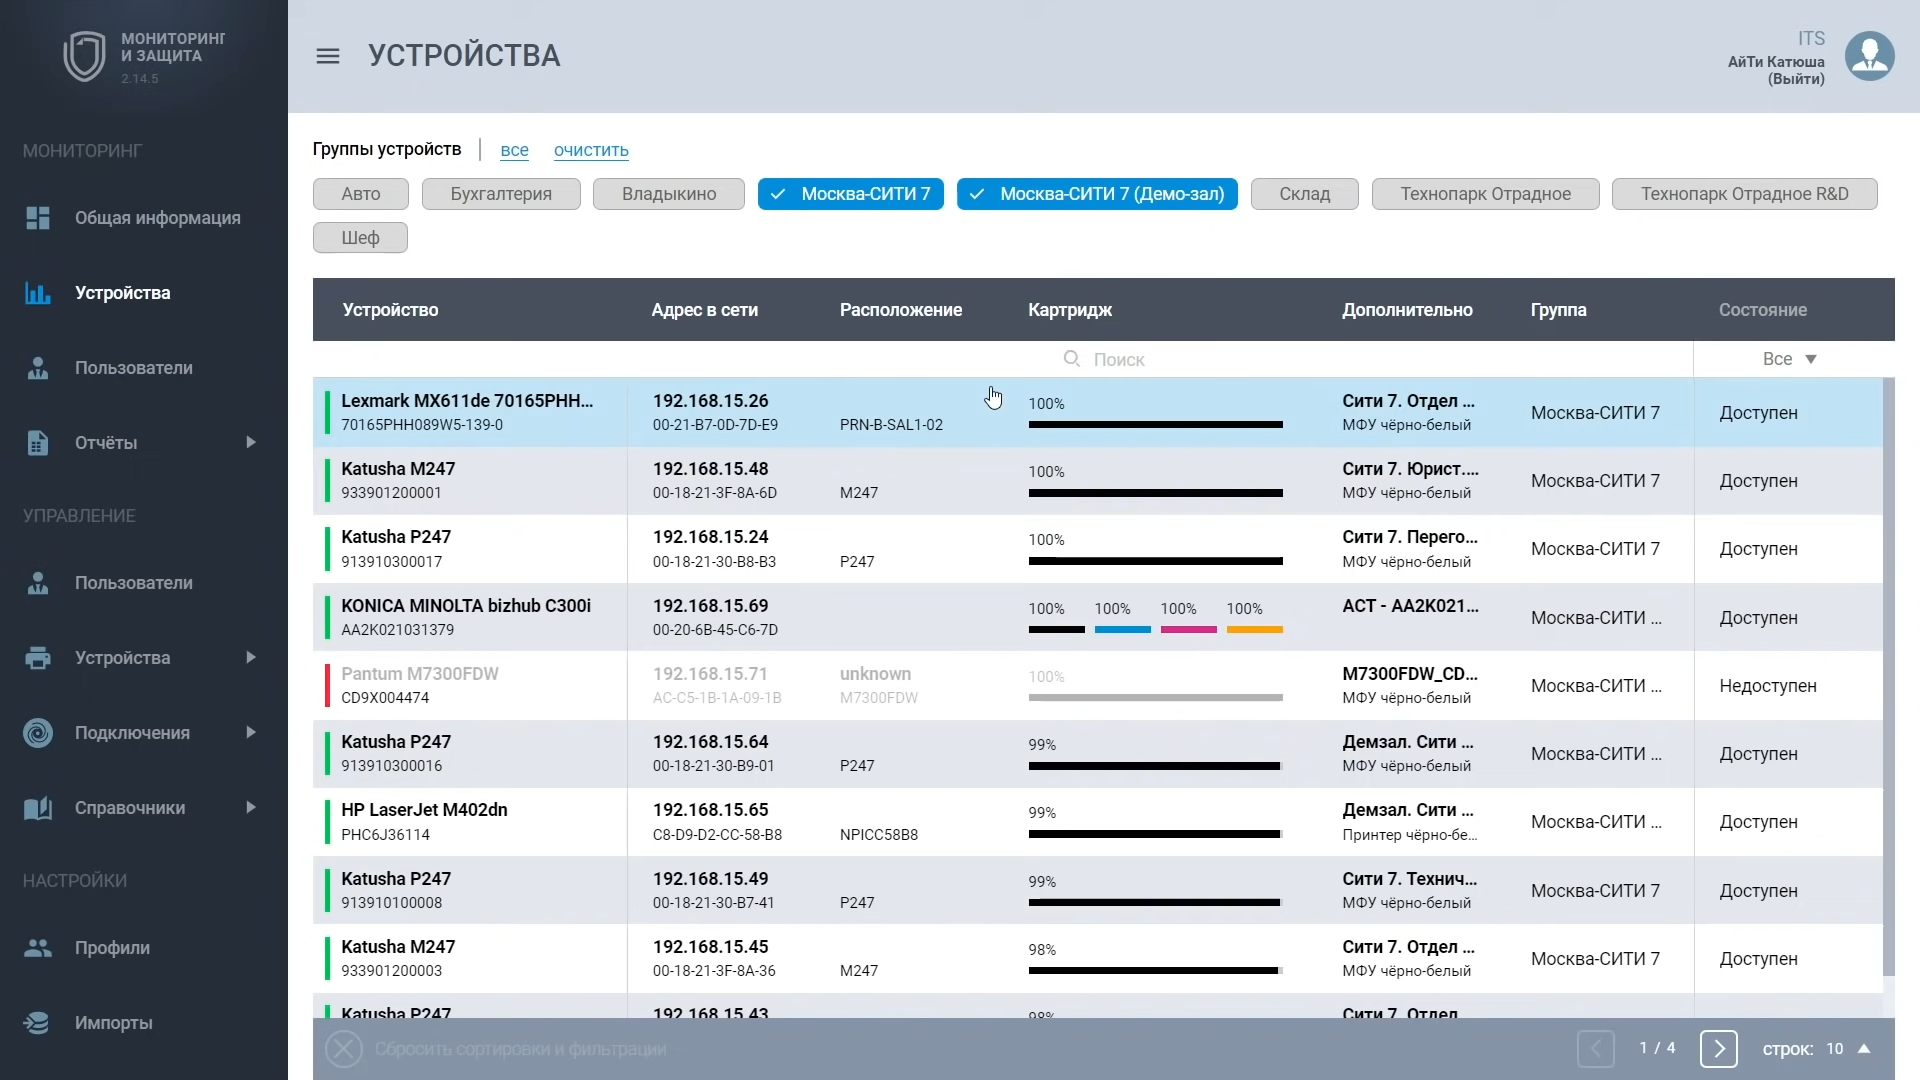 МОНИТОРИНГ
И ЗАЩИТА
2.14.5
УСТРОЙСТВА
ITS
АйТи Катюша
(Выйти)
МОНИТОРИНГ
Общая информация
Устройства
Пользователи
Отчёты
УПРАВЛЕНИЕ
Пользователи
Устройства
Подключения
Справочники
НАСТРОЙКИ
Профили
Импорты
Группы устройств все очистить
Авто Бухгалтерия Владыкино Москва-СИТИ 7 Москва-СИТИ 7 (Демо-зал) Склад Технопарк Отрадное Технопарк Отрадное R&D
Шеф
Устройство Адрес в сети Расположение Картридж Дополнительно Группа Состояние
Поиск Все
Lexmark MX611de 70165PHH... 192.168.15.26 100% Сити 7. Отдел ... Москва-СИТИ 7 Доступен
70165PHH089W5-139-0 00-21-B7-0D-7D-E9 PRN-B-SAL1-02 МФУ чёрно-белый
Katusha M247 192.168.15.48 100% Сити 7. Юрист.... Москва-СИТИ 7 Доступен
933901200001 00-18-21-3F-8A-6D M247 МФУ чёрно-белый
Katusha P247 192.168.15.24 100% Сити 7. Перего... Москва-СИТИ 7 Доступен
913910300017 00-18-21-30-B8-B3 P247 МФУ чёрно-белый
KONICA MINOLTA bizhub C300i 192.168.15.69 100% 100% 100% 100% ACT - AA2K021... Москва-СИТИ ... Доступен
AA2K021031379 00-20-6B-45-C6-7D
Pantum M7300FDW 192.168.15.71 unknown 100% M7300FDW_CD... Москва-СИТИ ... Недоступен
CD9X004474 AC-C5-1B-1A-09-1B M7300FDW МФУ чёрно-белый
Katusha P247 192.168.15.64 99% Демзал. Сити ... Москва-СИТИ ... Доступен
913910300016 00-18-21-30-B9-01 P247 МФУ чёрно-белый
HP LaserJet M402dn 192.168.15.65 99% Демзал. Сити ... Москва-СИТИ ... Доступен
PHC6J36114 C8-D9-D2-CC-58-B8 NPICC58B8 Принтер чёрно-бе...
Katusha P247 192.168.15.49 99% Сити 7. Технич... Москва-СИТИ 7 Доступен
913910100008 00-18-21-30-B7-41 P247 МФУ чёрно-белый
Katusha M247 192.168.15.45 98% Сити 7. Отдел ... Москва-СИТИ 7 Доступен
933901200003 00-18-21-3F-8A-36 M247 МФУ чёрно-белый
Katusha P247 192.168.15.43 98% Сити 7. Отдел
Сбросить сортировки и фильтрации 1 / 4 строк: 10